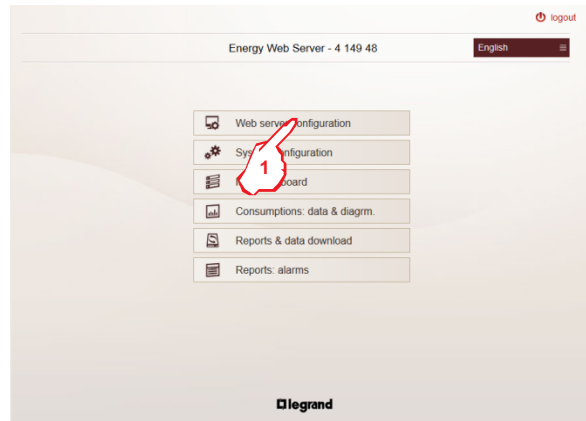 logout
Energy Web Server - 4 149 48
English
Web server configuration
1
Consumptions: data & diagrm.
Reports & data download
Reports: alarms
legrand